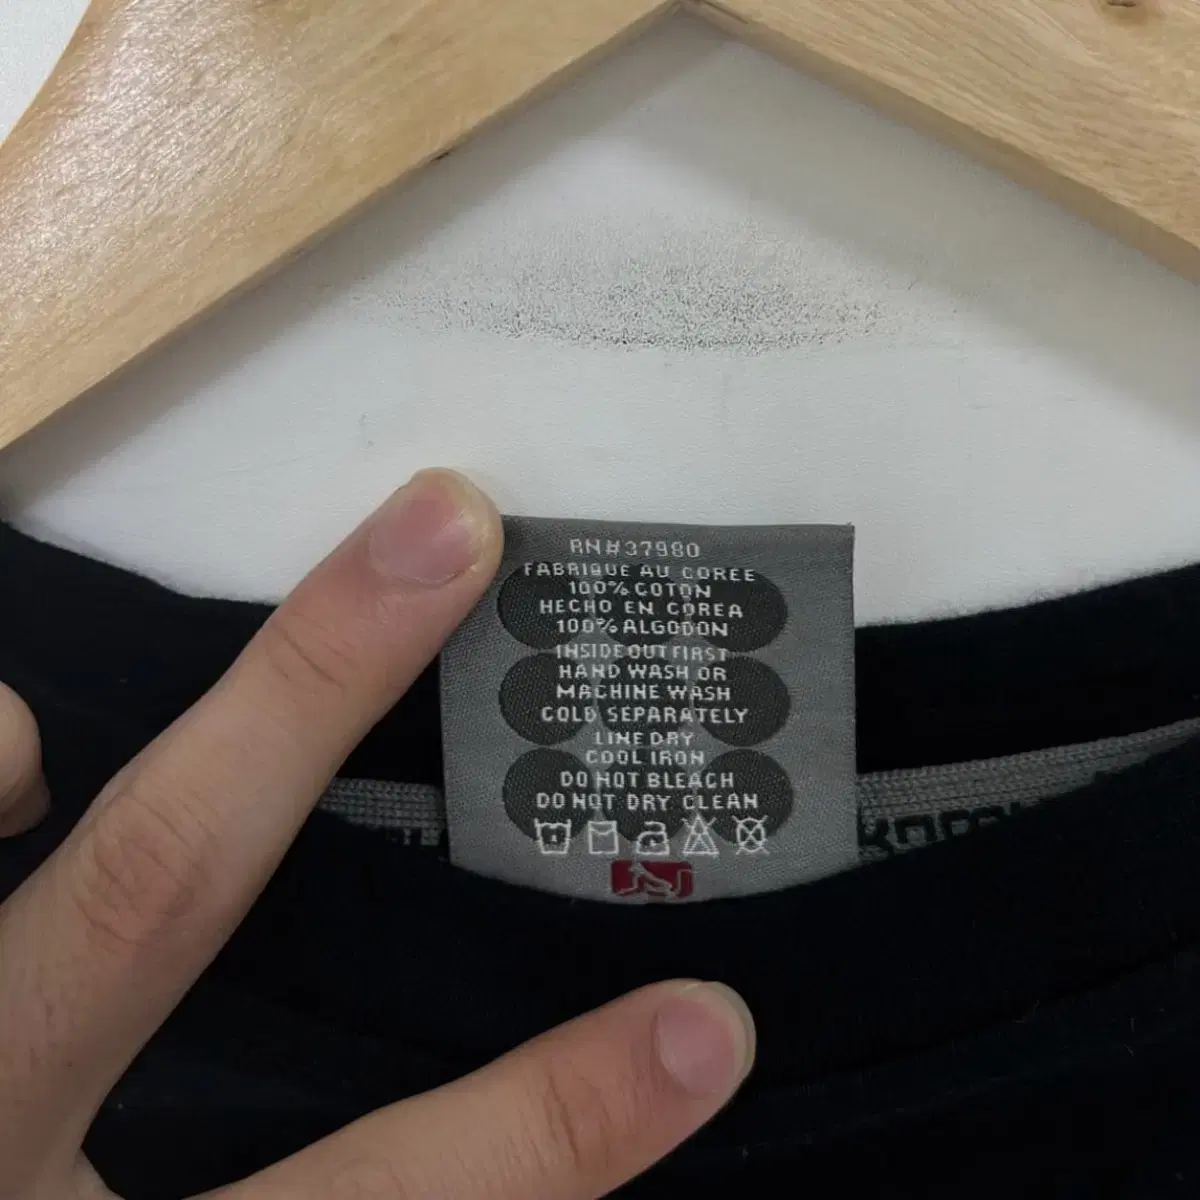 RN#37980
FABRIQUE AU COREE
100% COTON
HECHO EN COREA
100% ALGODON
INSIDE OUT FIRST
HAND WASH OR
MACHINE WASH
COLD SEPARATELY
LINE DRY
COOL IRON
DO NOT BLEACH
DO NOT DRY CLEAN